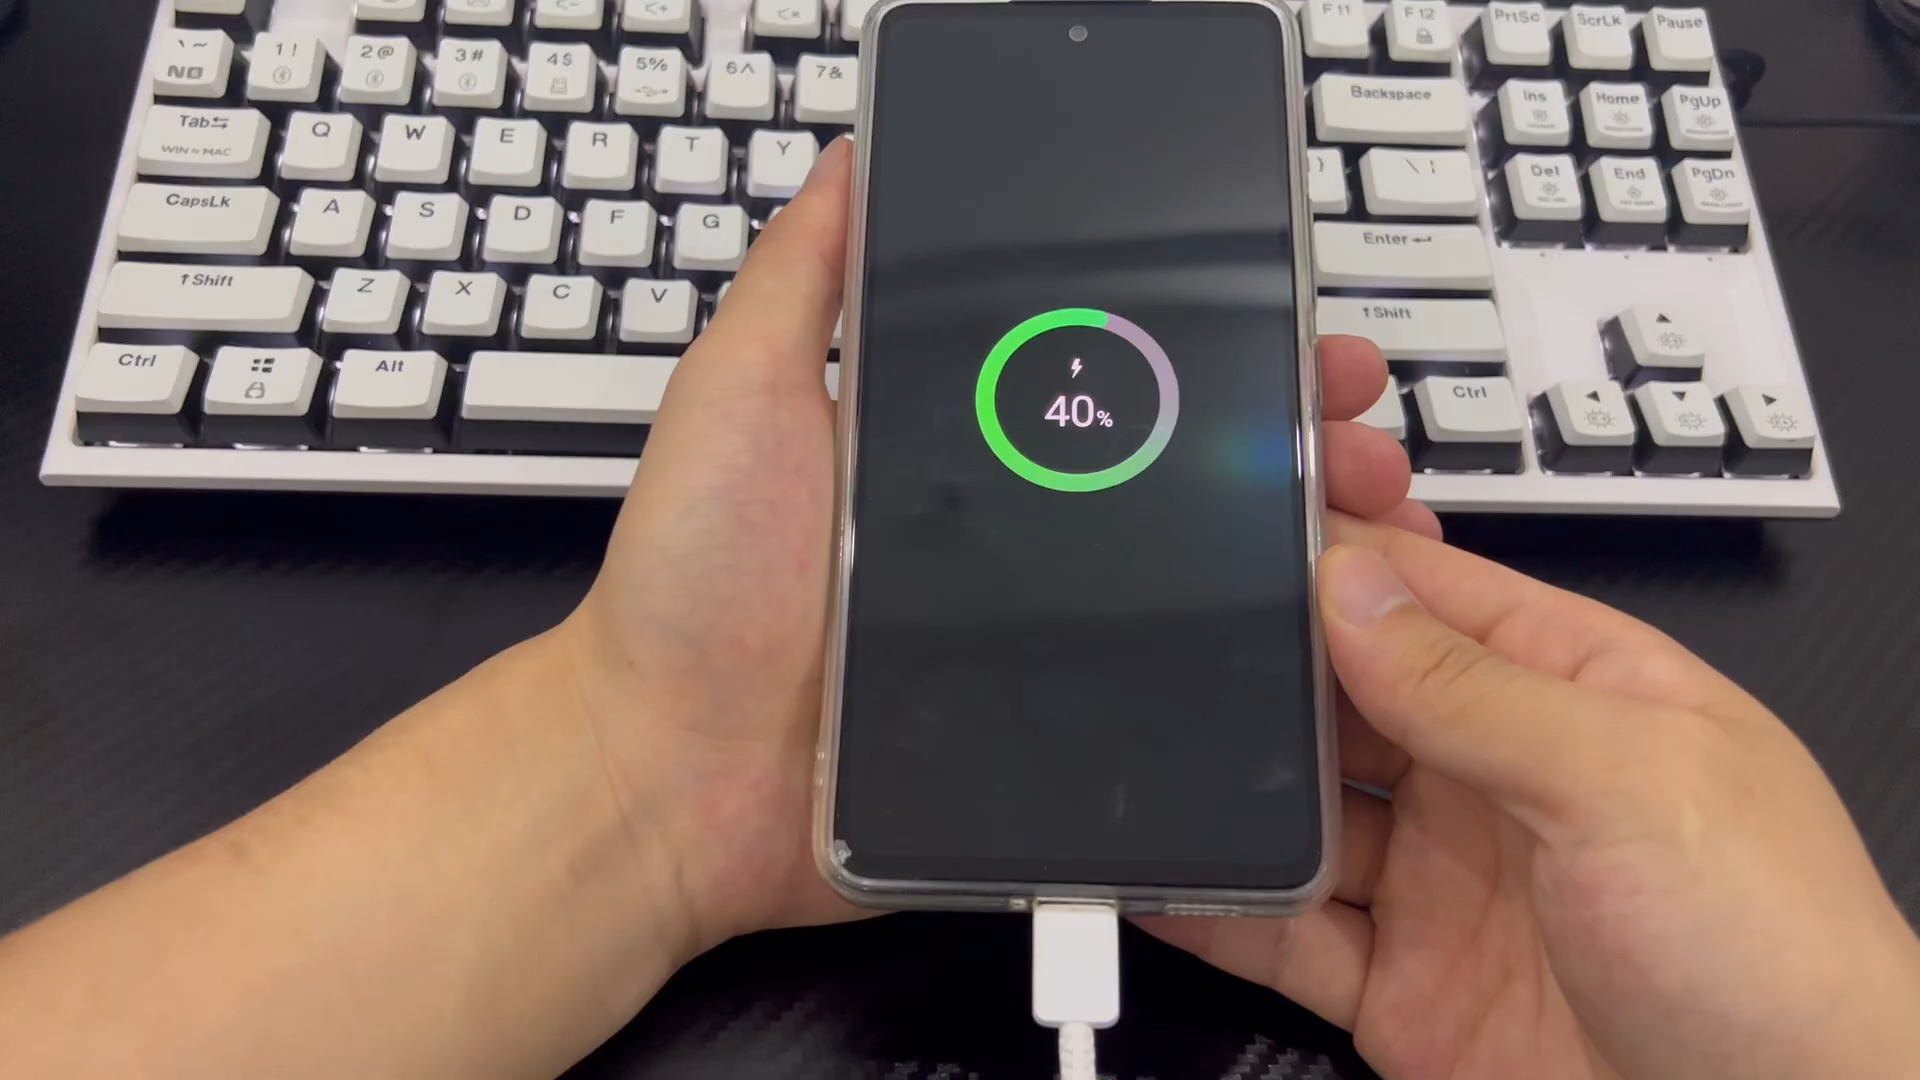 F11 F12 PrtSc ScrLk Pause
\ ~ 1 ! 2 @ 3 # 4 $ 5% 6 ^ 7 & Backspace Ins Home PgUp
N®
Tab Q W E R T Y } \ | Del End PgDn
WIN ≈ MAC
CapsLk A S D F G Enter
↑Shift Z X C V ↑Shift
Ctrl Alt Ctrl
40%